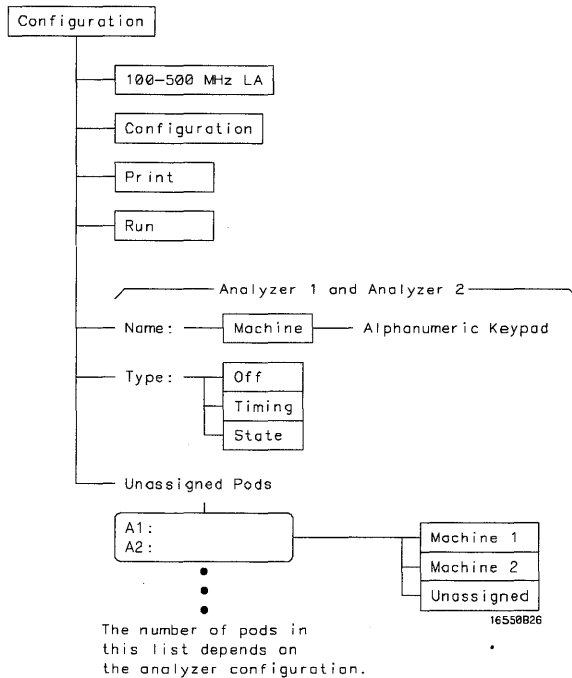 Configuration
100-500 MHz LA
Configuration
Print
Run
Analyzer 1 and Analyzer 2
Name: Machine Alphanumeric Keypad
Type: Off
Timing
State
Unassigned Pods
A1:
A2:
Machine 1
Machine 2
Unassigned
16550B26
The number of pods in
this list depends on
the analyzer configuration.